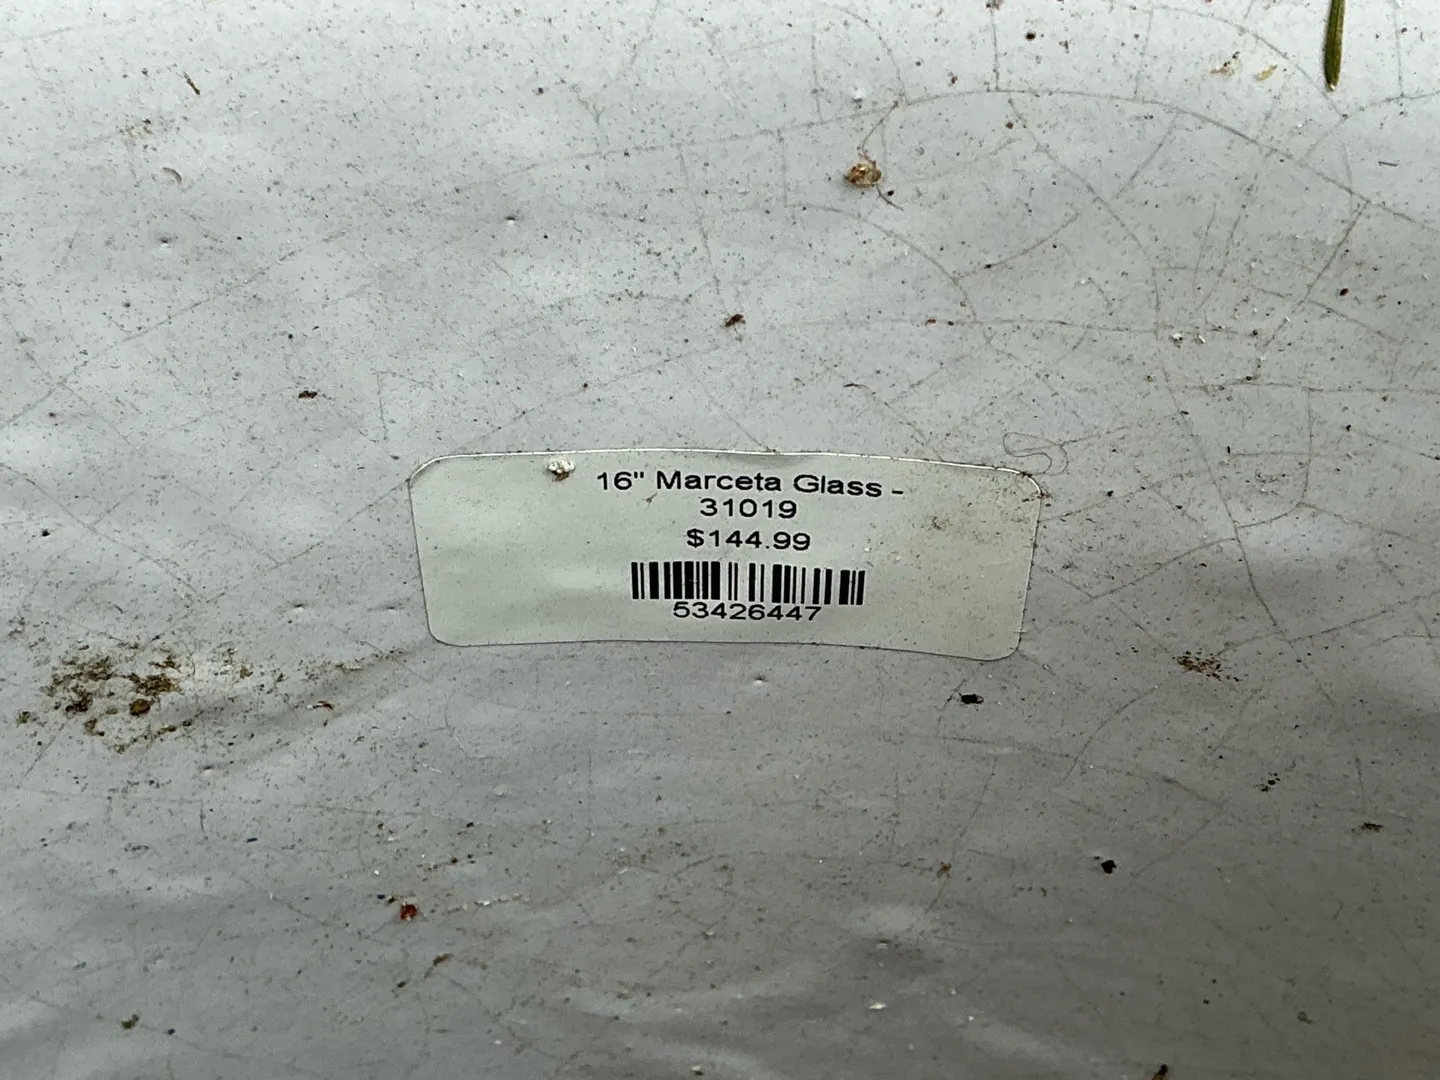 16" Marceta Glass -
31019
$144.99
53426447